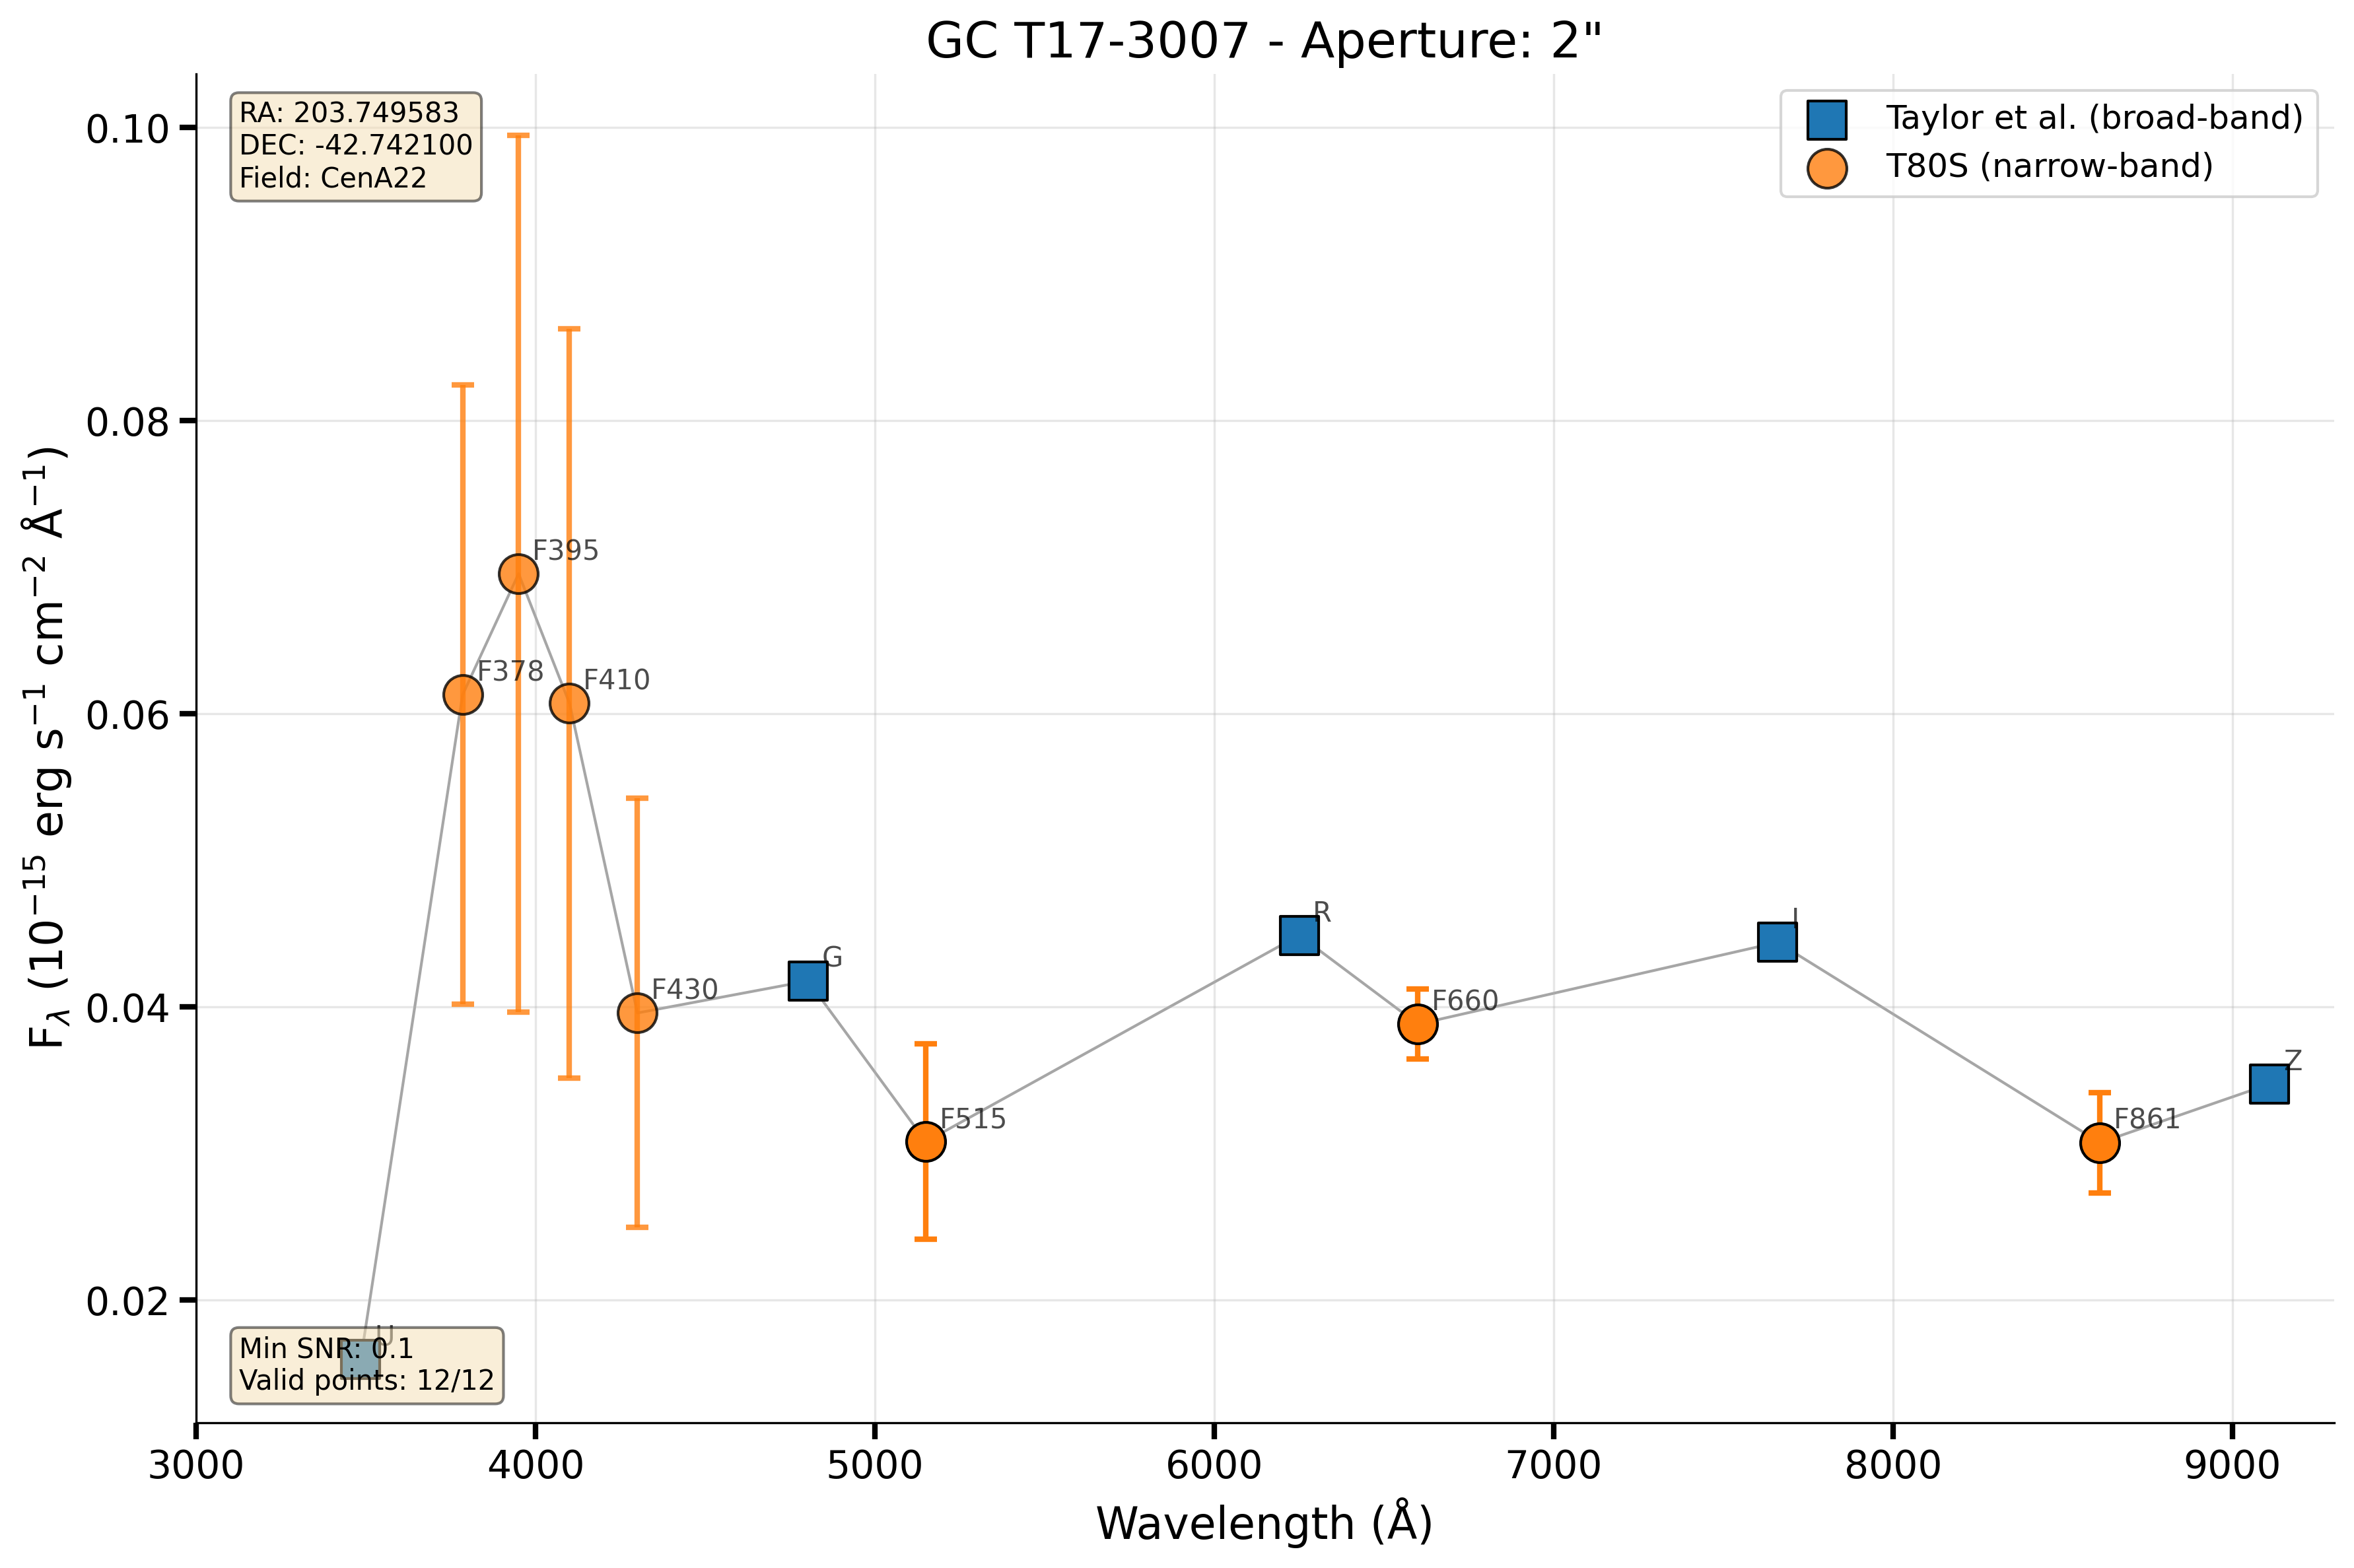 GC T17-3007 - Aperture: 2"
RA: 203.749583
DEC: -42.742100
Field: CenA22
Taylor et al. (broad-band)
T80S (narrow-band)
0.10
0.08
0.06
0.04
0.02
F$_λ$ (10$^{−15}$ erg s$^{−1}$ cm$^{−2}$ Å$^{−1}$)
F395
F378
F410
F430
G
F515
R
F660
I
F861
Z
U
Min SNR: 0.1
Valid points: 12/12
3000
4000
5000
6000
7000
8000
9000
Wavelength (Å)